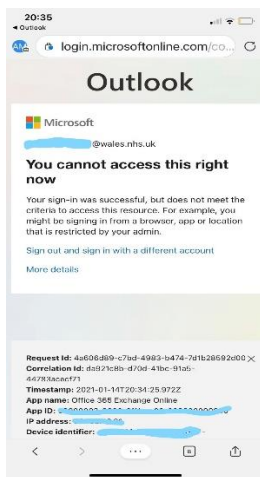 20:35
Outlook
AA
login.microsoftonline.com/co...
Outlook
Microsoft
@wales.nhs.uk
You cannot access this right
now
Your sign-in was successful, but does not meet the
criteria to access this resource. For example, you
might be signing in from a browser, app or location
that is restricted by your admin.
Sign out and sign in with a different account
More details
Request Id: 4a606d89-c7bd-4983-b474-7d1b28592d00
Correlation Id: da921c8b-d70d-41bc-91a5-
44783acacf71
Timestamp: 2021-01-14T20:34:25.972Z
App name: Office 365 Exchange Online
App ID:
IP address:
Device identifier: